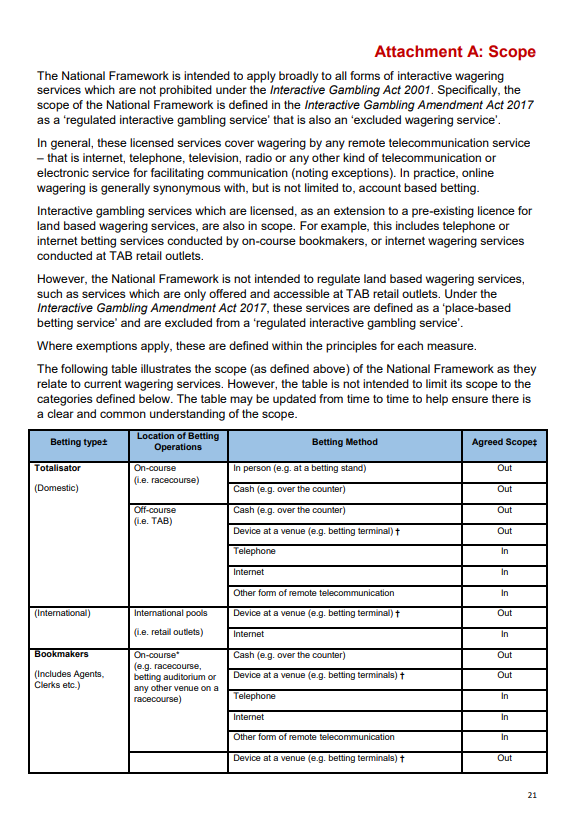 Attachment A: Scope
The National Framework is intended to apply broadly to all forms of interactive wagering
services which are not prohibited under the Interactive Gambling Act 2001. Specifically, the
scope of the National Framework is defined in the Interactive Gambling Amendment Act 2017
as a ‘regulated interactive gambling service’ that is also an ‘excluded wagering service’.
In general, these licensed services cover wagering by any remote telecommunication service
– that is internet, telephone, television, radio or any other kind of telecommunication or
electronic service for facilitating communication (noting exceptions). In practice, online
wagering is generally synonymous with, but is not limited to, account based betting.
Interactive gambling services which are licensed, as an extension to a pre-existing licence for
land based wagering services, are also in scope. For example, this includes telephone or
internet betting services conducted by on-course bookmakers, or internet wagering services
conducted at TAB retail outlets.
However, the National Framework is not intended to regulate land based wagering services,
such as services which are only offered and accessible at TAB retail outlets. Under the
Interactive Gambling Amendment Act 2017, these services are defined as a ‘place-based
betting service’ and are excluded from a ‘regulated interactive gambling service’.
Where exemptions apply, these are defined within the principles for each measure.
The following table illustrates the scope (as defined above) of the National Framework as they
relate to current wagering services. However, the table is not intended to limit its scope to the
categories defined below. The table may be updated from time to time to help ensure there is
a clear and common understanding of the scope.
Betting type± Location of Betting Operations Betting Method Agreed Scope‡
Totalisator On-course In person (e.g. at a betting stand) Out
(Domestic) (i.e. racecourse) Cash (e.g. over the counter) Out
Off-course Cash (e.g. over the counter) Out
(i.e. TAB) Device at a venue (e.g. betting terminal) † Out
Telephone In
Internet In
Other form of remote telecommunication In
(International) International pools Device at a venue (e.g. betting terminal) † Out
(i.e. retail outlets) Internet In
Bookmakers On-course* Cash (e.g. over the counter) Out
(Includes Agents, (e.g. racecourse, Device at a venue (e.g. betting terminals) † Out
Clerks etc.) betting auditorium or
any other venue on a Telephone In
racecourse)
Internet In
Other form of remote telecommunication In
Device at a venue (e.g. betting terminals) † Out
21